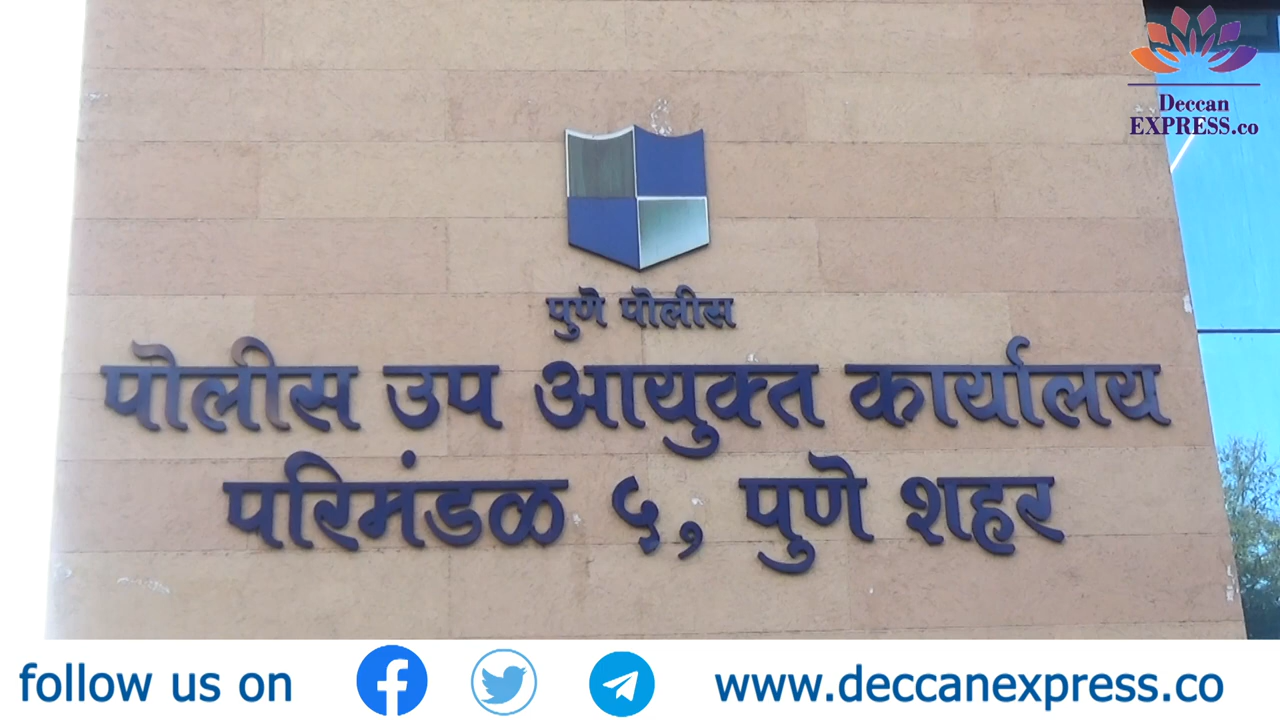 Deccan
EXPRESS.co
पुणे पोलीस
पोलीस उप आयुक्त कार्यालय
परिमंडळ ५, पुणे शहर
follow us on www.deccanexpress.co